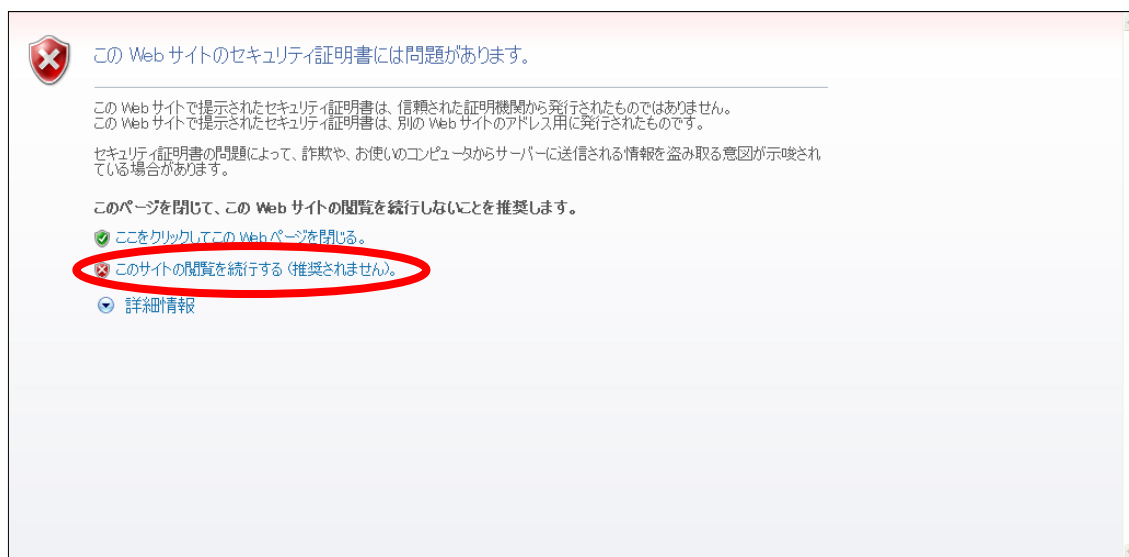 この Web サイトのセキュリティ証明書には問題があります。
この Web サイトで提示されたセキュリティ証明書は、信頼された証明機関から発行されたものではありません。
この Web サイトで提示されたセキュリティ証明書は、別の Web サイトのアドレス用に発行されたものです。
セキュリティ証明書の問題によって、詐欺や、お使いのコンピュータからサーバーに送信される情報を盗み取る意図が示唆され
ている場合があります。
このページを閉じて、この Web サイトの閲覧を続行しないことを推奨します。
ここをクリックしてこの Web ページを閉じる。
このサイトの閲覧を続行する (推奨されません)。
詳細情報